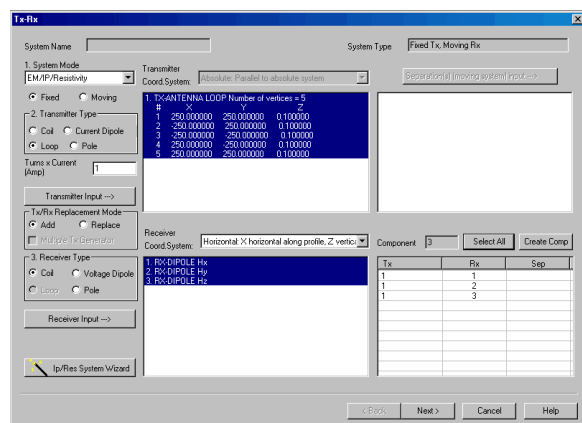 Tx-Rx
System Name
System Type
Fixed Tx, Moving Rx
1. System Mode
EM/IP/Resistivity
Transmitter
Coord.System:
Absolute: Parallel to absolute system
Separation(s) (moving system) input --->
Fixed
Moving
2. Transmitter Type
Coil
Current Dipole
Loop
Pole
Turns x Current
(Amp)
1
Transmitter Input --->
1. TX-ANTENNA LOOP Number of vertices = 5
# X Y Z
1 250.000000 250.000000 0.100000
2 -250.000000 250.000000 0.100000
3 -250.000000 -250.000000 0.100000
4 250.000000 -250.000000 0.100000
5 250.000000 250.000000 0.100000
Tx/Rx Replacement Mode
Add
Replace
Multiple Tx Generator
Receiver
Coord.System:
Horizontal: X horizontal along profile, Z vertic
Component
3
Select All
Create Comp
3. Receiver Type
Coil
Voltage Dipole
Loop
Pole
Receiver Input --->
1. RX-DIPOLE Hx
2. RX-DIPOLE Hy
3. RX-DIPOLE Hz
Tx Rx Sep
1 1
1 2
1 3
Ip/Res System Wizard
< Back
Next >
Cancel
Help